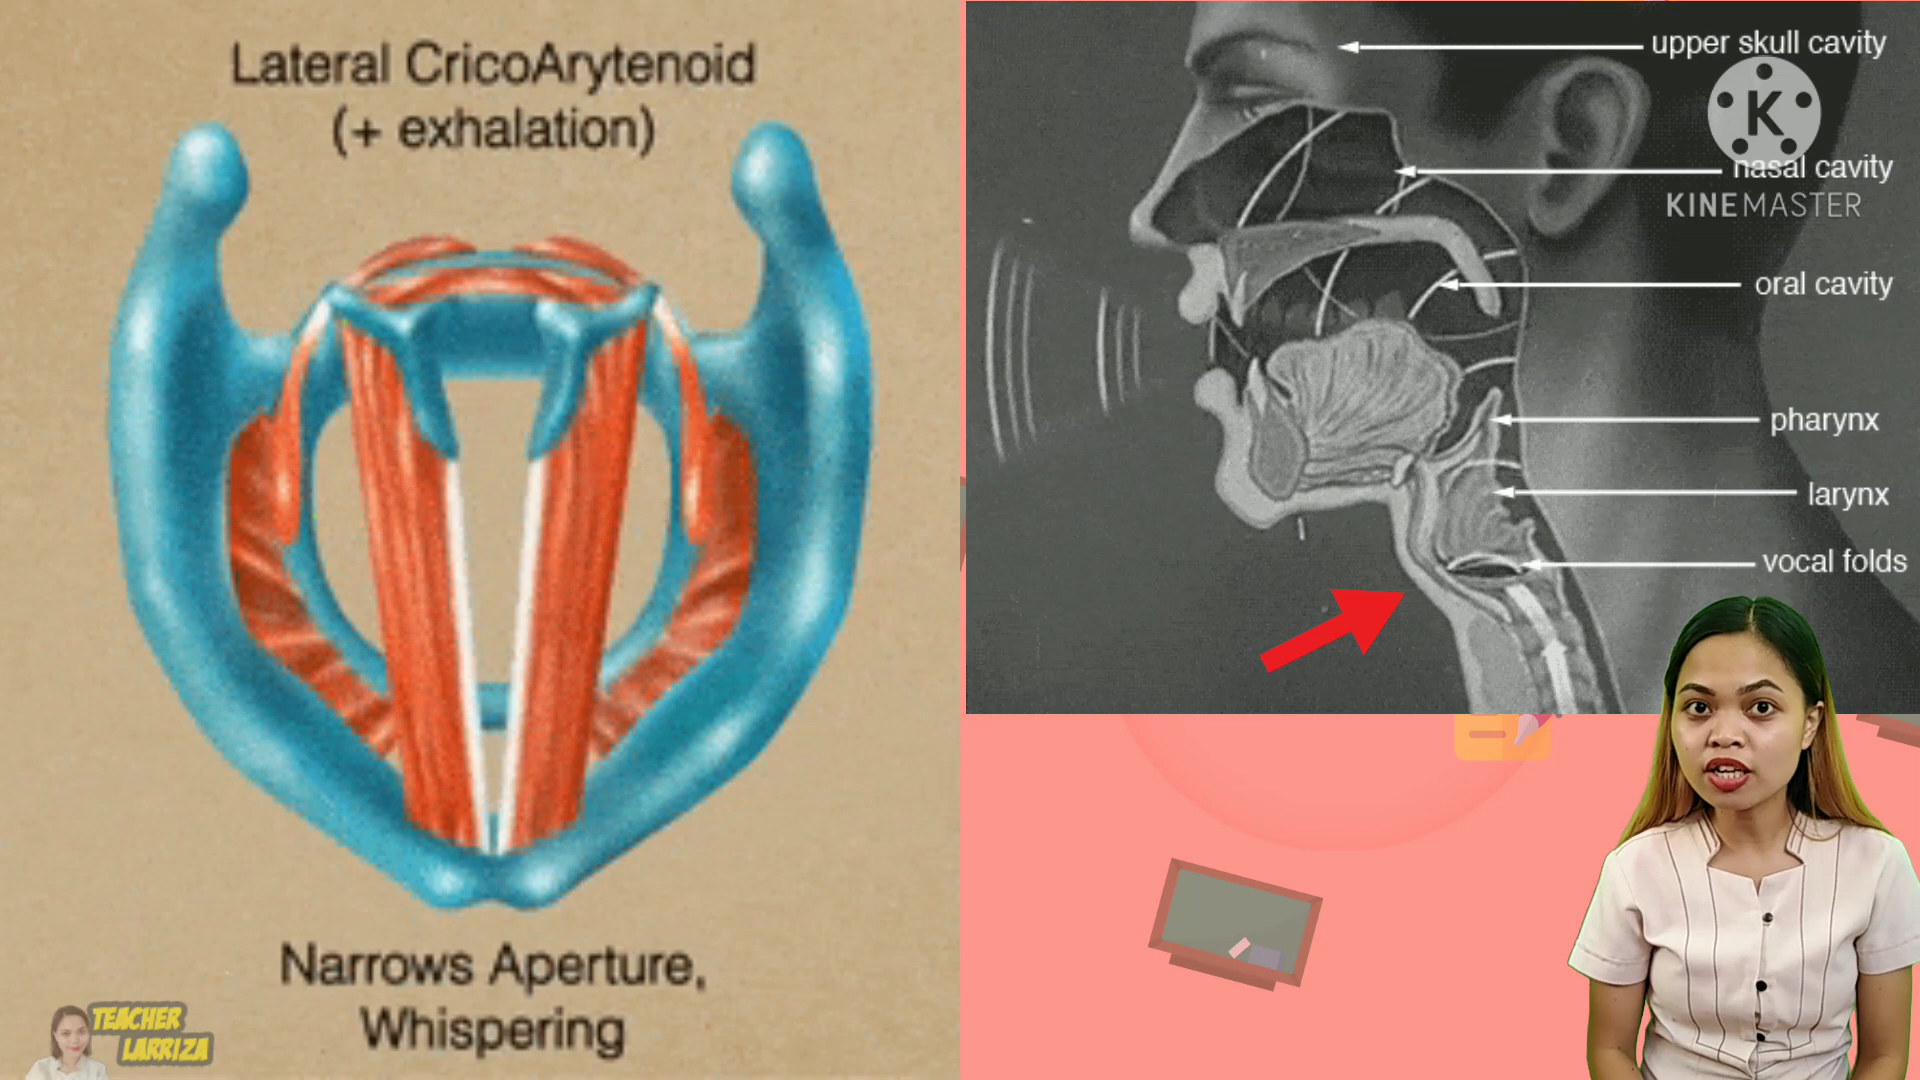 Lateral CricoArytenoid
(+ exhalation)
Narrows Aperture,
Whispering
TEACHER
LARRIZA
upper skull cavity
K
nasal cavity
KINEMASTER
oral cavity
pharynx
larynx
vocal folds